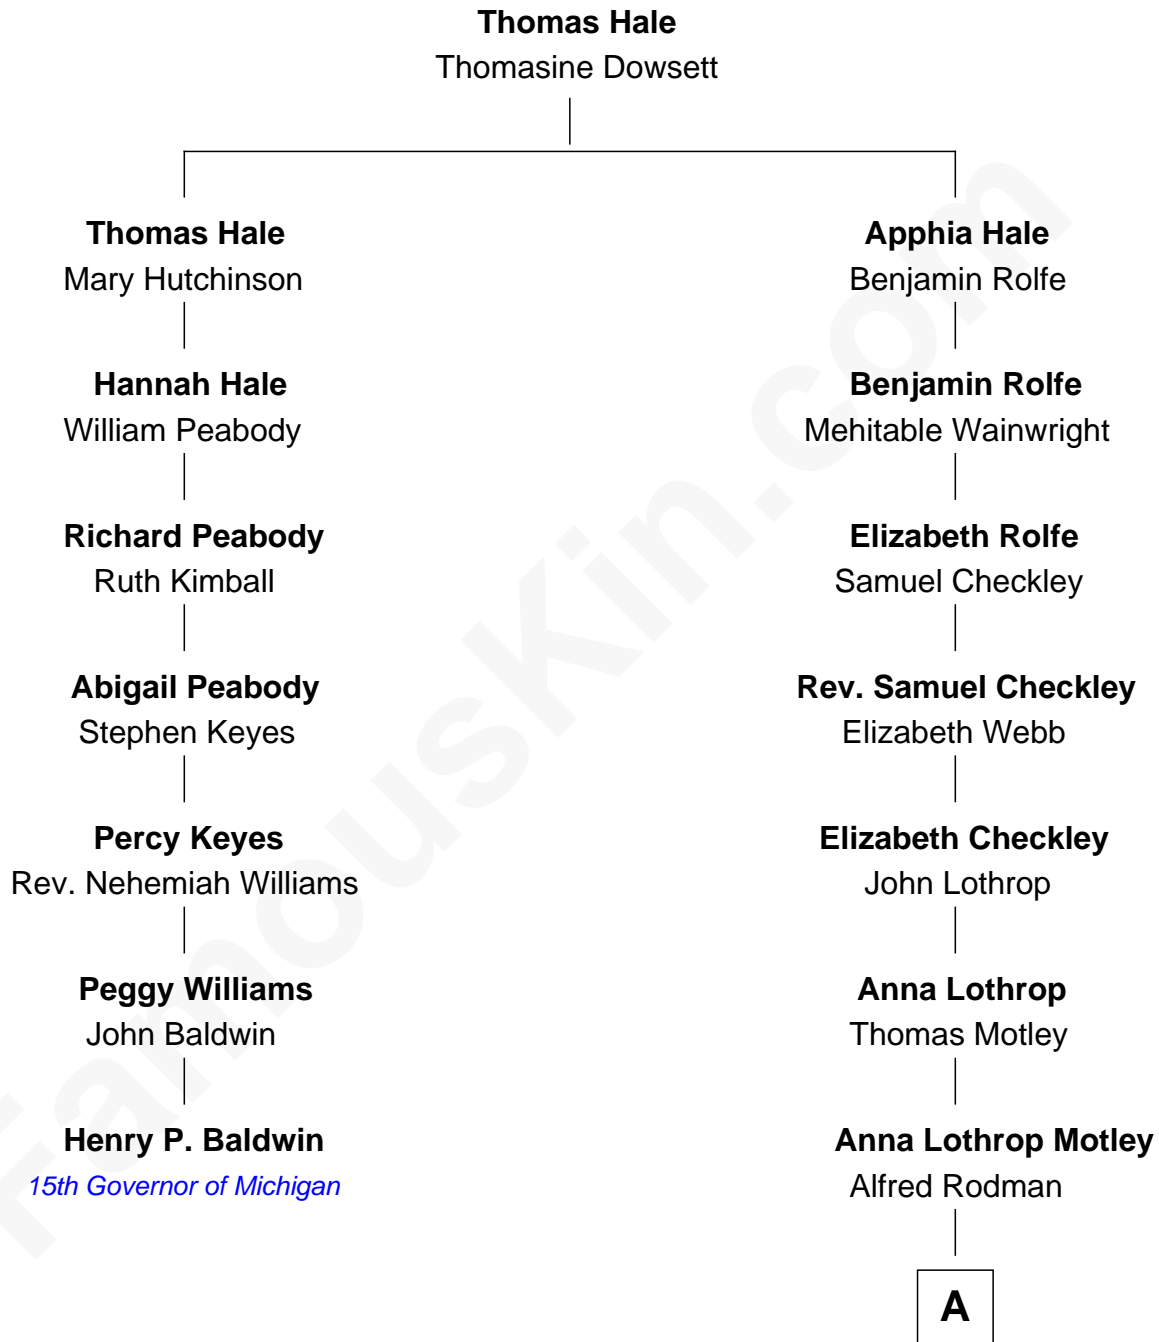 Thomas Hale
Thomasine Dowsett
Thomas Hale
Mary Hutchinson
Apphia Hale
Benjamin Rolfe
Hannah Hale
William Peabody
Benjamin Rolfe
Mehitable Wainwright
Richard Peabody
Ruth Kimball
Elizabeth Rolfe
Samuel Checkley
Abigail Peabody
Stephen Keyes
Rev. Samuel Checkley
Elizabeth Webb
Percy Keyes
Rev. Nehemiah Williams
Elizabeth Checkley
John Lothrop
Peggy Williams
John Baldwin
Anna Lothrop
Thomas Motley
Henry P. Baldwin
15th Governor of Michigan
Anna Lothrop Motley
Alfred Rodman
A
FamousKin.com